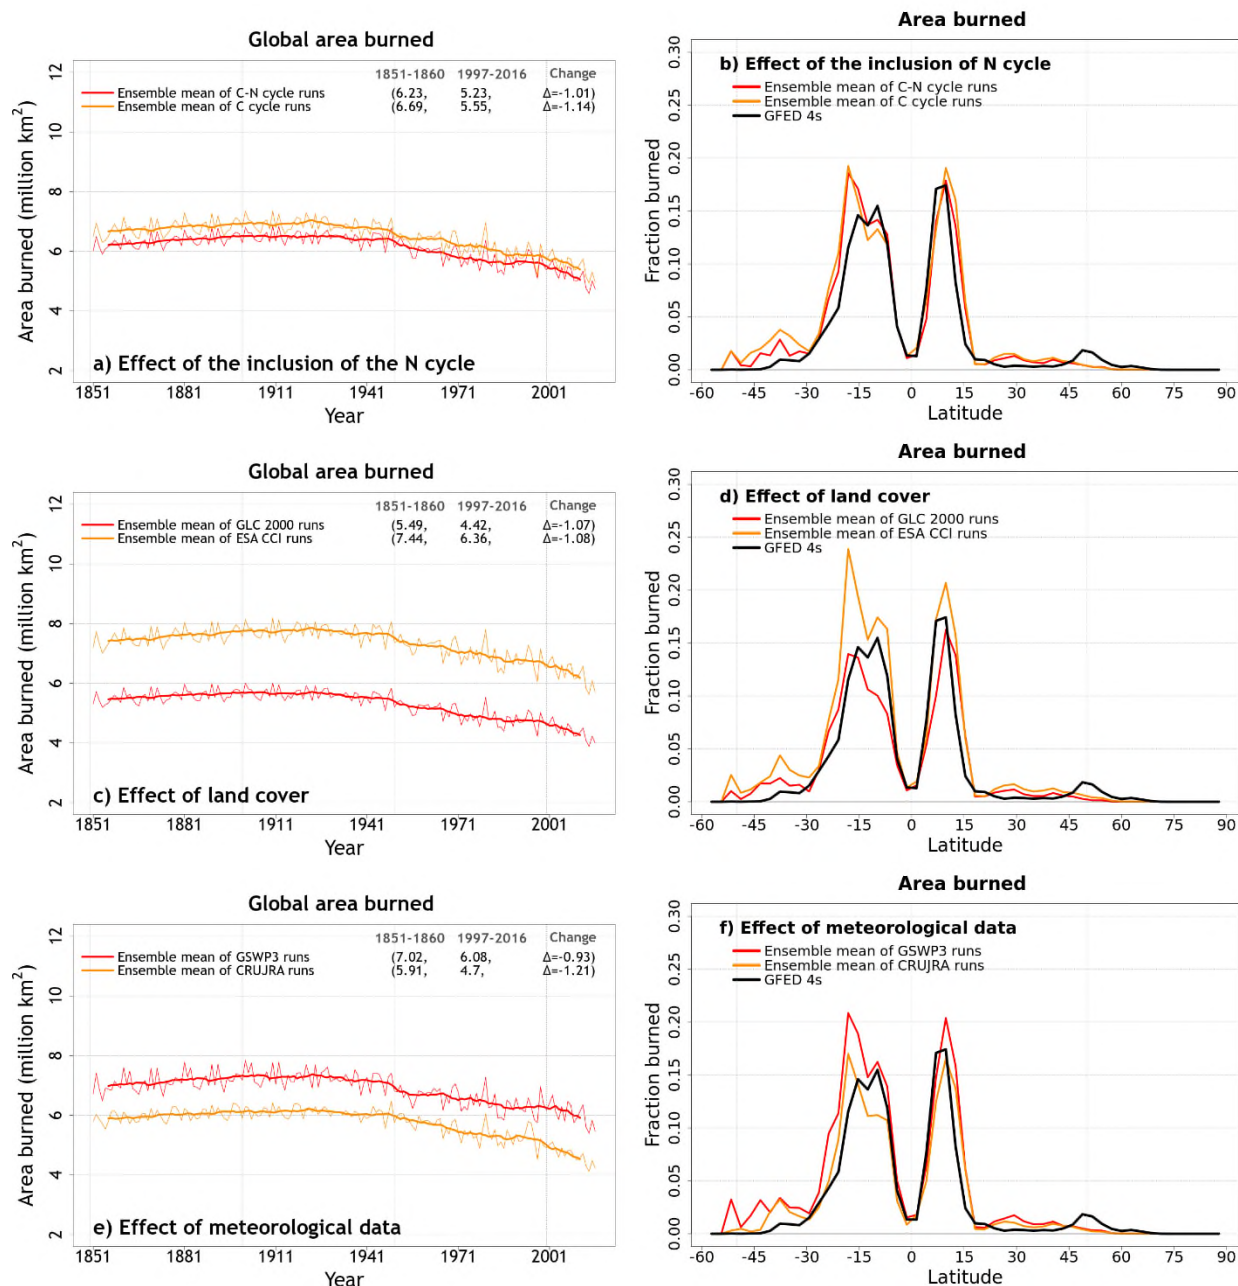 Global area burned
1851-1860 1997-2016 Change
Ensemble mean of C-N cycle runs (6.23, 5.23, Δ=-1.01)
Ensemble mean of C cycle runs (6.69, 5.55, Δ=-1.14)
Area burned (million km²)
12
10
8
6
4
2
a) Effect of the inclusion of the N cycle
1851 1881 1911 1941 1971 2001
Year
Area burned
b) Effect of the inclusion of N cycle
Ensemble mean of C-N cycle runs
Ensemble mean of C cycle runs
GFED 4s
Fraction burned
0.30
0.25
0.20
0.15
0.10
0.05
0.00
-60 -45 -30 -15 0 15 30 45 60 75 90
Latitude
Global area burned
1851-1860 1997-2016 Change
Ensemble mean of GLC 2000 runs (5.49, 4.42, Δ=-1.07)
Ensemble mean of ESA CCI runs (7.44, 6.36, Δ=-1.08)
Area burned (million km²)
12
10
8
6
4
2
c) Effect of land cover
1851 1881 1911 1941 1971 2001
Year
Area burned
d) Effect of land cover
Ensemble mean of GLC 2000 runs
Ensemble mean of ESA CCI runs
GFED 4s
Fraction burned
0.30
0.25
0.20
0.15
0.10
0.05
0.00
-60 -45 -30 -15 0 15 30 45 60 75 90
Latitude
Global area burned
1851-1860 1997-2016 Change
Ensemble mean of GSWP3 runs (7.02, 6.08, Δ=-0.93)
Ensemble mean of CRUJRA runs (5.91, 4.7, Δ=-1.21)
Area burned (million km²)
12
10
8
6
4
2
e) Effect of meteorological data
1851 1881 1911 1941 1971 2001
Year
Area burned
f) Effect of meteorological data
Ensemble mean of GSWP3 runs
Ensemble mean of CRUJRA runs
GFED 4s
Fraction burned
0.30
0.25
0.20
0.15
0.10
0.05
0.00
-60 -45 -30 -15 0 15 30 45 60 75 90
Latitude